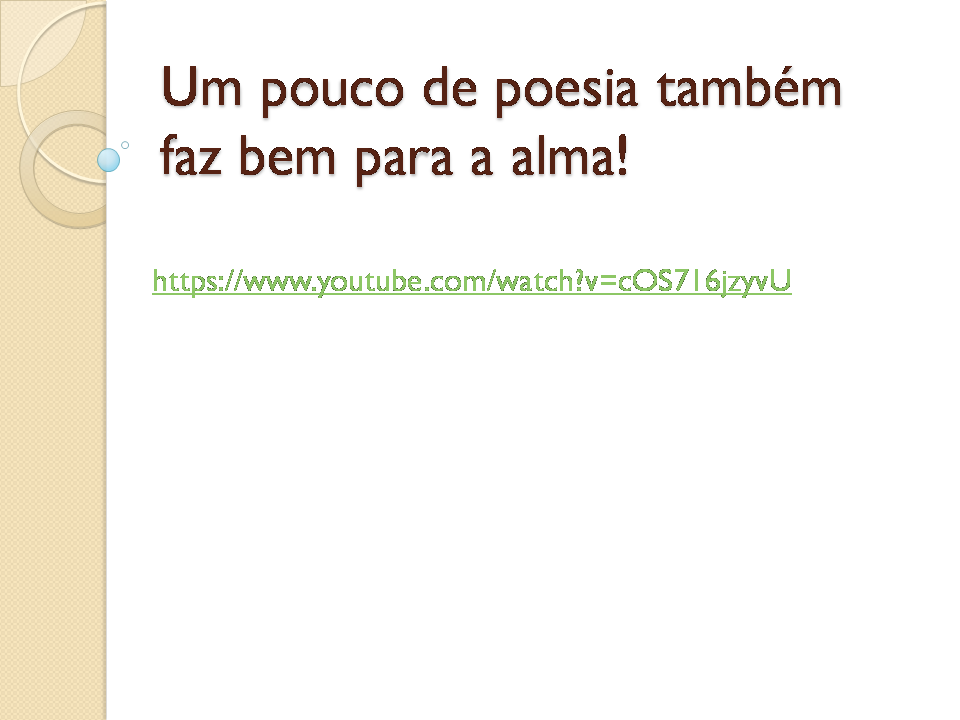 Um pouco de poesia também
faz bem para a alma!
https://www.youtube.com/watch?v=cOS716jzyvU